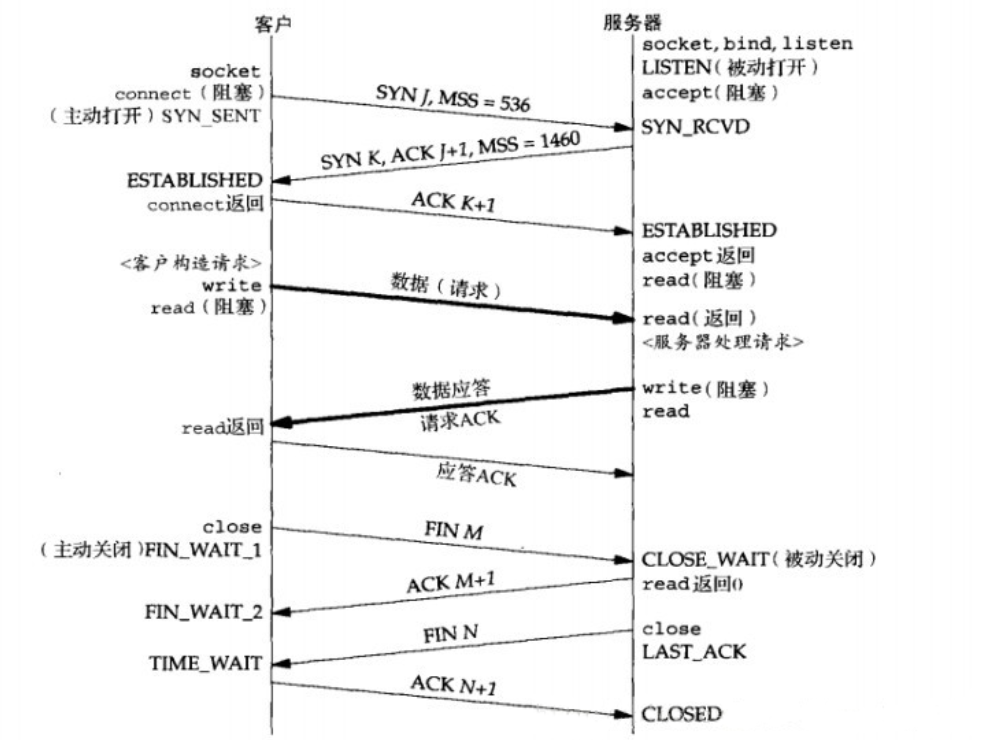 客户
服务器
socket, bind, listen
LISTEN(被动打开)
accept(阻塞)
socket
connect(阻塞)
(主动打开)SYN_SENT
SYN J, MSS = 536
SYN_RCVD
SYN K, ACK J+1, MSS = 1460
ESTABLISHED
connect返回
ACK K+1
ESTABLISHED
accept返回
read(阻塞)
<客户构造请求>
write
read(阻塞)
数据(请求)
read(返回)
<服务器处理请求>
数据应答
请求ACK
write(阻塞)
read
read返回
应答ACK
close
(主动关闭)FIN_WAIT_1
FIN M
CLOSE_WAIT(被动关闭)
read返回0
ACK M+1
FIN_WAIT_2
close
LAST_ACK
FIN N
TIME_WAIT
ACK N+1
CLOSED